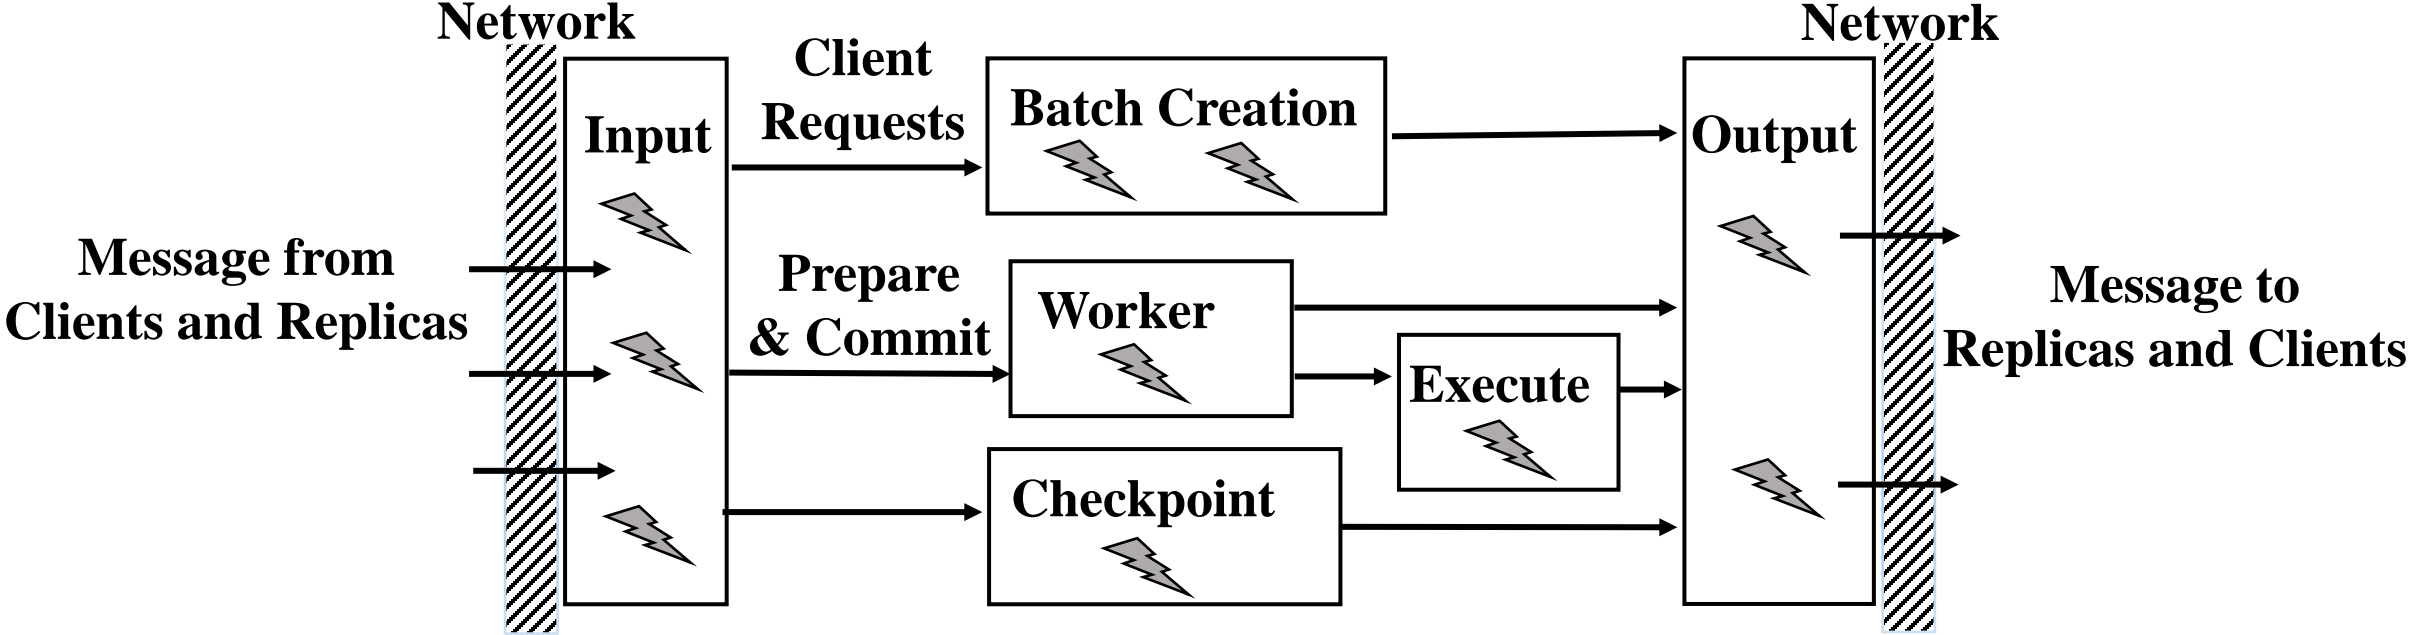 Network
Network
Client
Requests
Batch Creation
Input
Output
Message from
Clients and Replicas
Prepare
& Commit
Worker
Execute
Message to
Replicas and Clients
Checkpoint